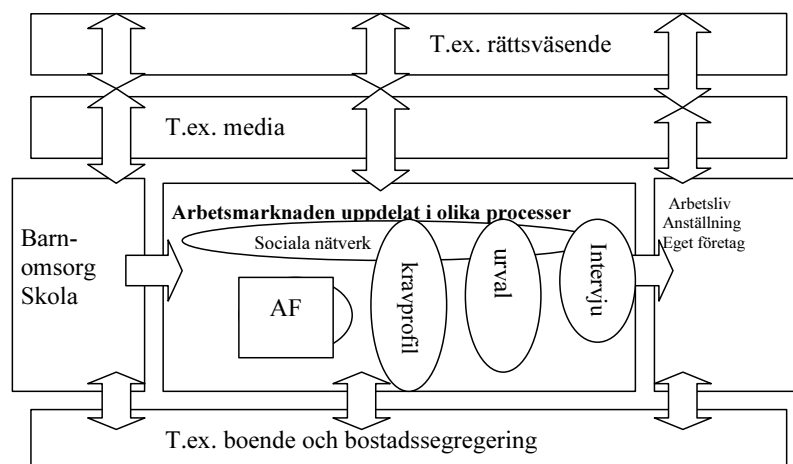 T.ex. rättsväsende
T.ex. media
Barn-
omsorg
Skola
Arbetsmarknaden uppdelat i olika processer
Sociala nätverk
AF
kravprofil
urval
Intervju
Arbetsliv
Anställning
Eget företag
T.ex. boende och bostadssegregering